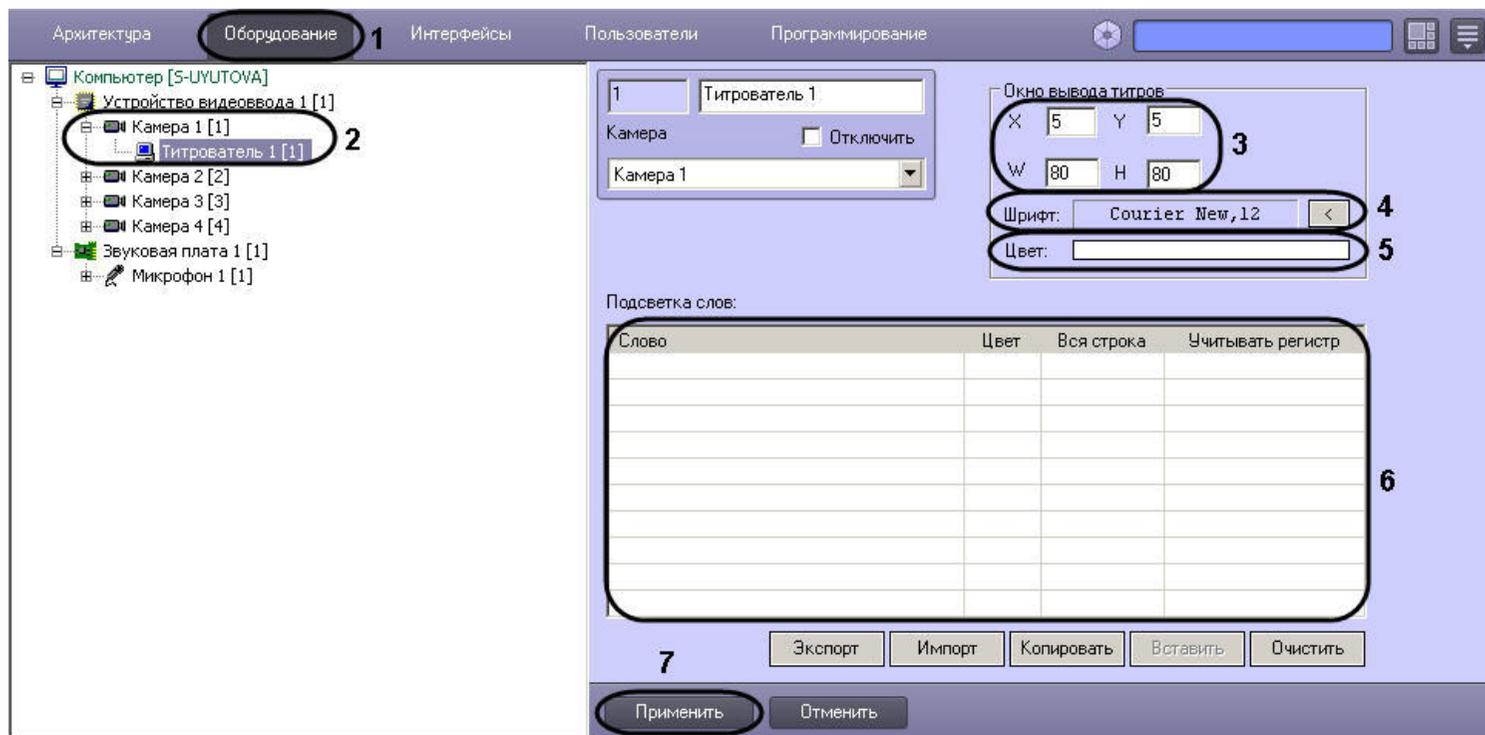 Архитектура Оборудование 1 Интерфейсы Пользователи Программирование
Компьютер [S-UYUTOVA]
Устройство видеоввода 1 [1]
Камера 1 [1]
Титрователь 1 [1]
2
Камера 2 [2]
Камера 3 [3]
Камера 4 [4]
Звуковая плата 1 [1]
Микрофон 1 [1]
1 Титрователь 1
Камера Отключить
Камера 1
Окно вывода титров
X 5 Y 5
3
W 80 H 80
Шрифт: Courier New,12 < 4
Цвет: 5
Подсветка слов:
Слово Цвет Вся строка Учитывать регистр
6
Экспорт Импорт Копировать Вставить Очистить
7
Применить Отменить